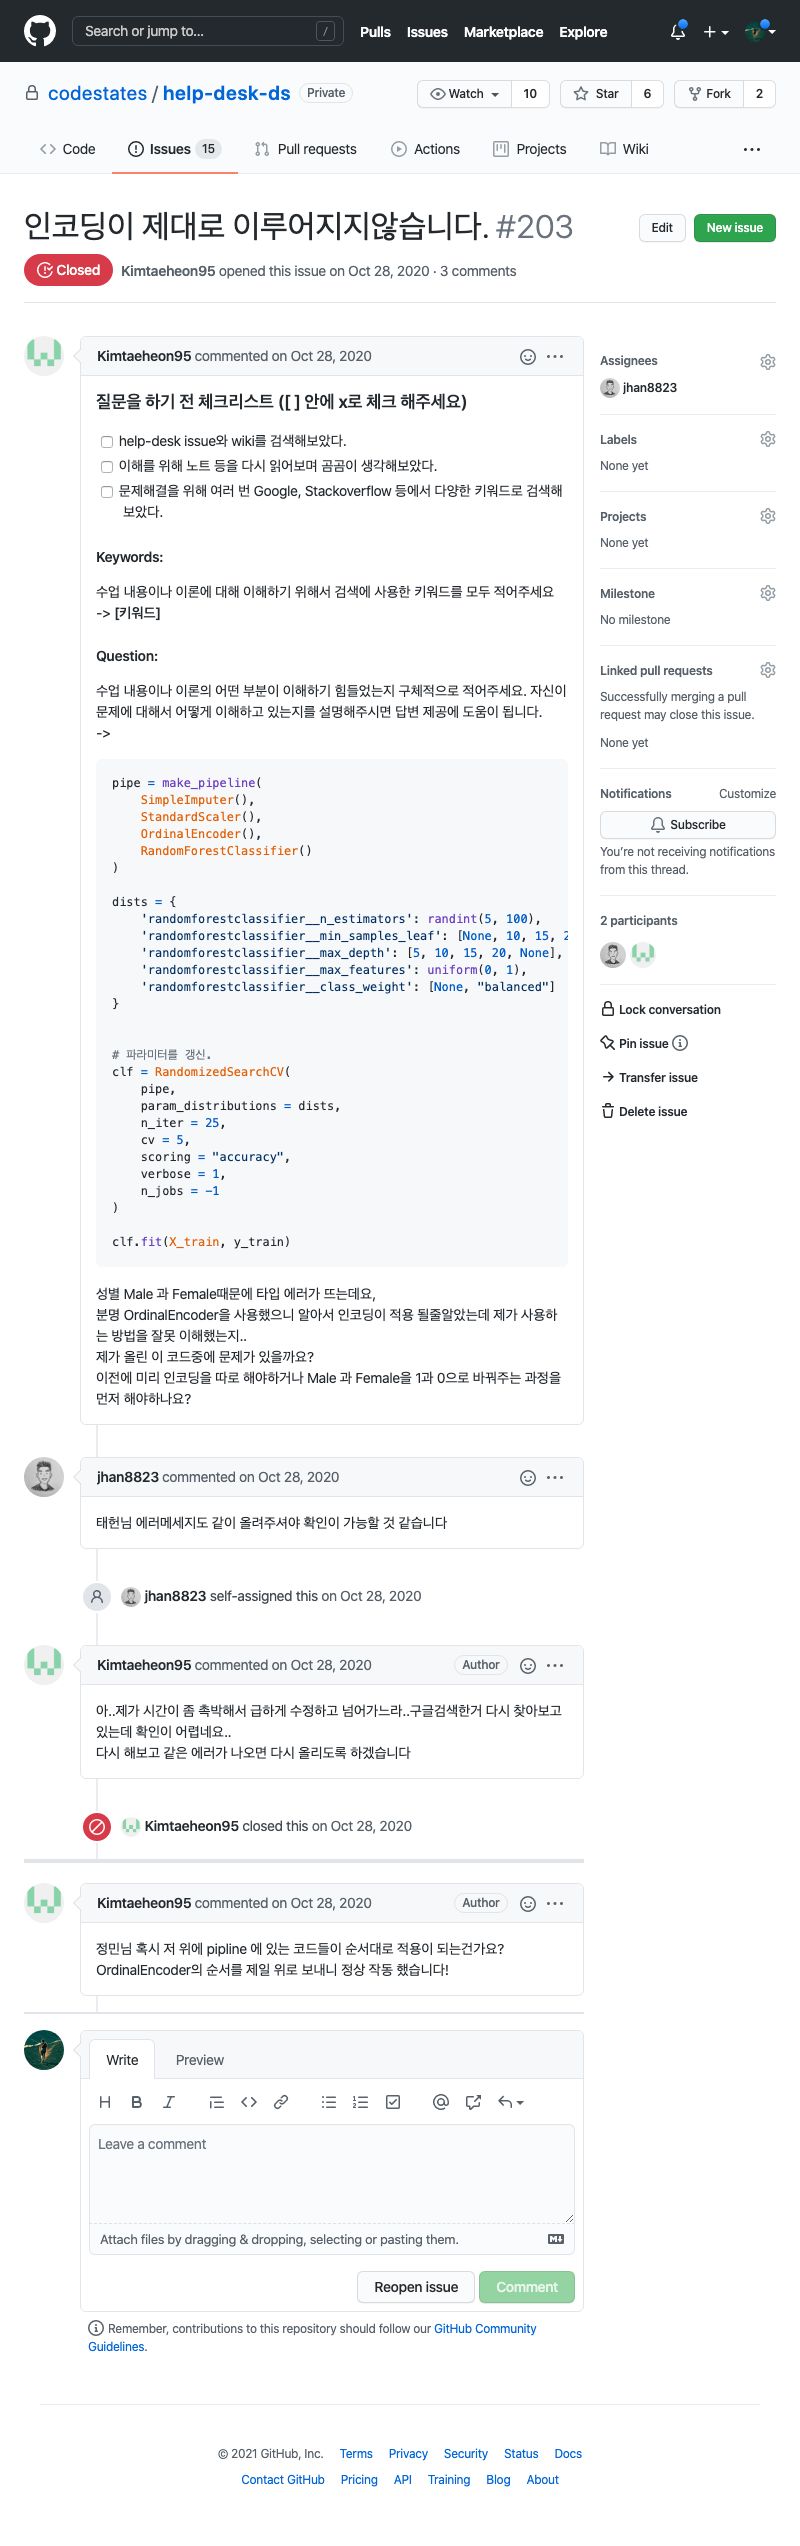 Search or jump to... /
Pulls Issues Marketplace Explore
codestates / help-desk-ds Private
Watch 10 Star 6 Fork 2
Code Issues 15 Pull requests Actions Projects Wiki
인코딩이 제대로 이루어지지않습니다. #203
Edit New issue
Closed Kimtaeheon95 opened this issue on Oct 28, 2020 · 3 comments
Kimtaeheon95 commented on Oct 28, 2020
질문을 하기 전 체크리스트 ([ ] 안에 x로 체크 해주세요)
help-desk issue와 wiki를 검색해보았다.
이해를 위해 노트 등을 다시 읽어보며 곰곰이 생각해보았다.
문제해결을 위해 여러 번 Google, Stackoverflow 등에서 다양한 키워드로 검색해
보았다.
Keywords:
수업 내용이나 이론에 대해 이해하기 위해서 검색에 사용한 키워드를 모두 적어주세요
-> [키워드]
Question:
수업 내용이나 이론의 어떤 부분이 이해하기 힘들었는지 구체적으로 적어주세요. 자신이
문제에 대해서 어떻게 이해하고 있는지를 설명해주시면 답변 제공에 도움이 됩니다.
->
pipe = make_pipeline(
SimpleImputer(),
StandardScaler(),
OrdinalEncoder(),
RandomForestClassifier()
)
dists = {
'randomforestclassifier__n_estimators': randint(5, 100),
'randomforestclassifier__min_samples_leaf': [None, 10, 15, 2
'randomforestclassifier__max_depth': [5, 10, 15, 20, None],
'randomforestclassifier__max_features': uniform(0, 1),
'randomforestclassifier__class_weight': [None, "balanced"]
}
# 파라미터를 갱신.
clf = RandomizedSearchCV(
pipe,
param_distributions = dists,
n_iter = 25,
cv = 5,
scoring = "accuracy",
verbose = 1,
n_jobs = -1
)
clf.fit(X_train, y_train)
성별 Male 과 Female때문에 타입 에러가 뜨는데요,
분명 OrdinalEncoder을 사용했으니 알아서 인코딩이 적용 될줄알았는데 제가 사용하
는 방법을 잘못 이해했는지..
제가 올린 이 코드중에 문제가 있을까요?
이전에 미리 인코딩을 따로 해야하거나 Male 과 Female을 1과 0으로 바꿔주는 과정을
먼저 해야하나요?
jhan8823 commented on Oct 28, 2020
태헌님 에러메세지도 같이 올려주셔야 확인이 가능할 것 같습니다
jhan8823 self-assigned this on Oct 28, 2020
Kimtaeheon95 commented on Oct 28, 2020 Author
아..제가 시간이 좀 촉박해서 급하게 수정하고 넘어가느라..구글검색한거 다시 찾아보고
있는데 확인이 어렵네요..
다시 해보고 같은 에러가 나오면 다시 올리도록 하겠습니다
Kimtaeheon95 closed this on Oct 28, 2020
Kimtaeheon95 commented on Oct 28, 2020 Author
정민님 혹시 저 위에 pipline 에 있는 코드들이 순서대로 적용이 되는건가요?
OrdinalEncoder의 순서를 제일 위로 보내니 정상 작동 했습니다!
Write Preview
Leave a comment
Attach files by dragging & dropping, selecting or pasting them.
Reopen issue Comment
Remember, contributions to this repository should follow our GitHub Community
Guidelines.
Assignees
jhan8823
Labels
None yet
Projects
None yet
Milestone
No milestone
Linked pull requests
Successfully merging a pull
request may close this issue.
None yet
Notifications Customize
Subscribe
You're not receiving notifications
from this thread.
2 participants
Lock conversation
Pin issue
Transfer issue
Delete issue
© 2021 GitHub, Inc. Terms Privacy Security Status Docs
Contact GitHub Pricing API Training Blog About